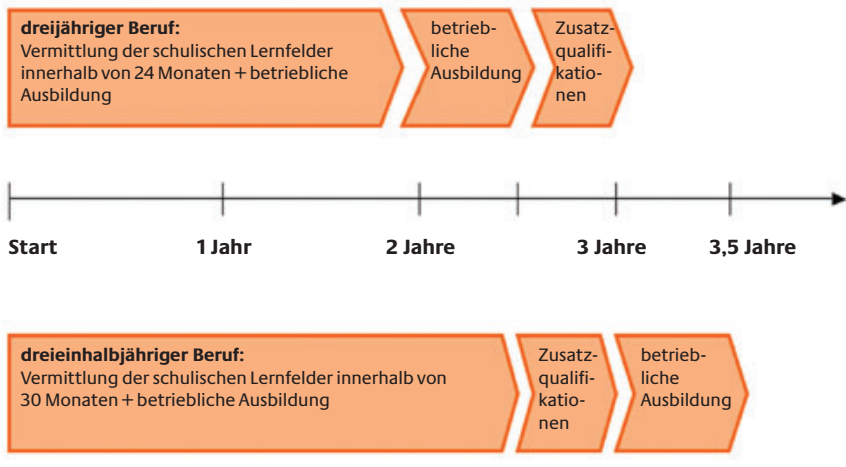 dreijähriger Beruf:
Vermittlung der schulischen Lernfelder
innerhalb von 24 Monaten + betriebliche
Ausbildung
betrieb-
liche
Ausbildung
Zusatz-
qualifi-
katio-
nen
Start
1 Jahr
2 Jahre
3 Jahre
3,5 Jahre
dreieinhalbjähriger Beruf:
Vermittlung der schulischen Lernfelder innerhalb von
30 Monaten + betriebliche Ausbildung
Zusatz-
qualifi-
katio-
nen
betrieb-
liche
Ausbildung